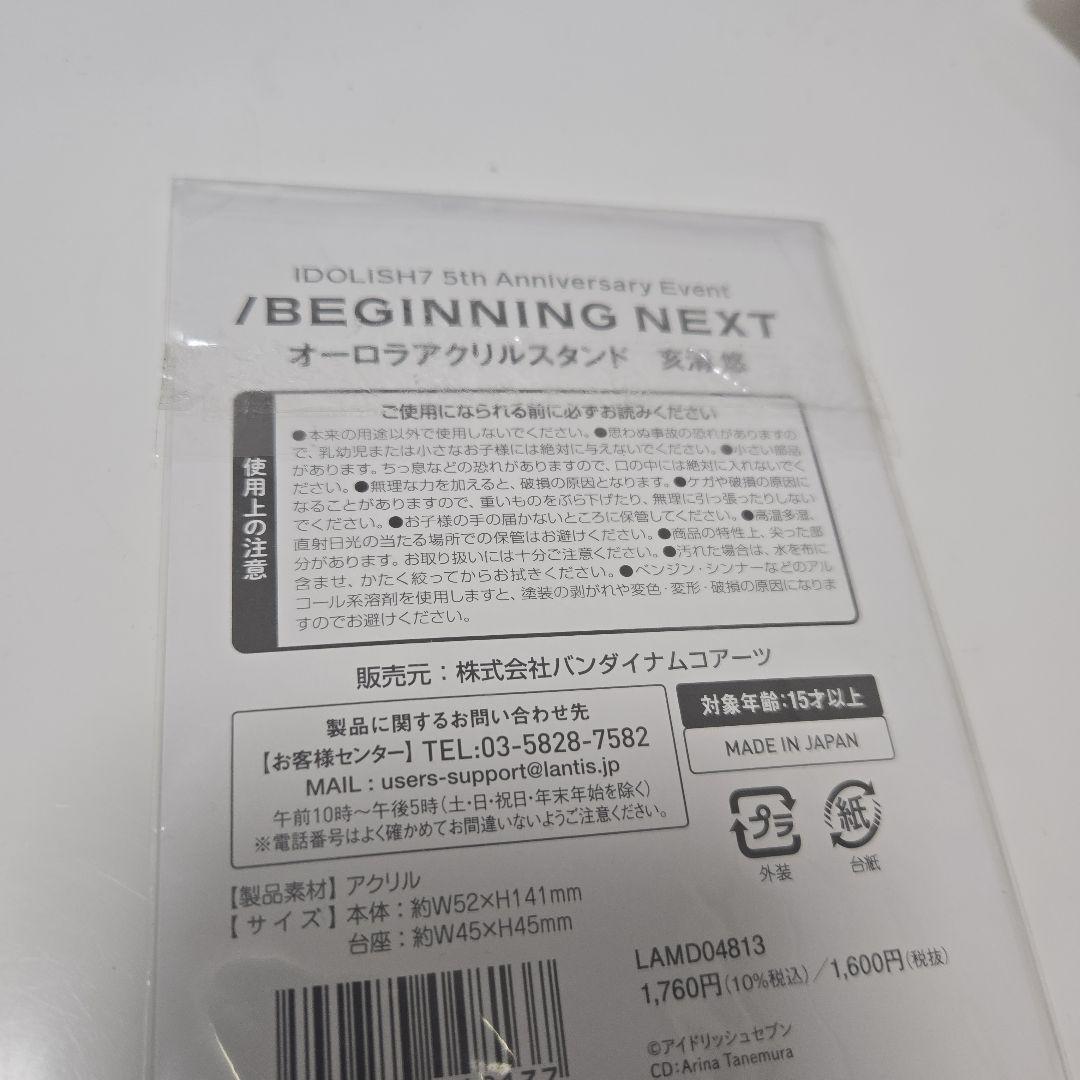 IDOLiSH7 5th Anniversary Event
/BEGINNING NEXT
オーロラアクリルスタンド　亥清 悠
使用上の注意
ご使用になられる前に必ずお読みください
●本来の用途以外で使用しないでください。●思わぬ事故の恐れがありますの
で、乳幼児または小さなお子様には絶対に与えないでください。●小さい部品
があります。ちっ息などの恐れがありますので、口の中には絶対に入れないでく
ださい。●無理な力を加えると、破損の原因となります。●ケガや破損の原因に
なることがありますので、重いものをぶら下げたり、無理に引っ張ったりしない
でください。●お子様の手の届かないところに保管してください。●高温多湿、
直射日光の当たる場所での保管はお避けください。●商品の特性上、尖った部
分があります。お取り扱いには十分ご注意ください。●汚れた場合は、水を布に
含ませ、かたく絞ってからお拭きください。●ベンジン・シンナーなどのアル
コール系溶剤を使用しますと、塗装の剥がれや変色・変形・破損の原因になりま
すのでお避けください。
販売元：株式会社バンダイナムコアーツ
製品に関するお問い合わせ先
【お客様センター】TEL:03-5828-7582
MAIL：users-support@lantis.jp
午前10時〜午後5時（土・日・祝日・年末年始を除く）
※電話番号はよく確かめてお間違いないようご注意ください。
対象年齢：15才以上
MADE IN JAPAN
プラ
外装
紙
台紙
【製品素材】アクリル
【サイズ】本体：約W52×H141mm
台座：約W45×H45mm
LAMD04813
1,760円(10%税込)／1,600円(税抜)
©アイドリッシュセブン
CD：Arina Tanemura